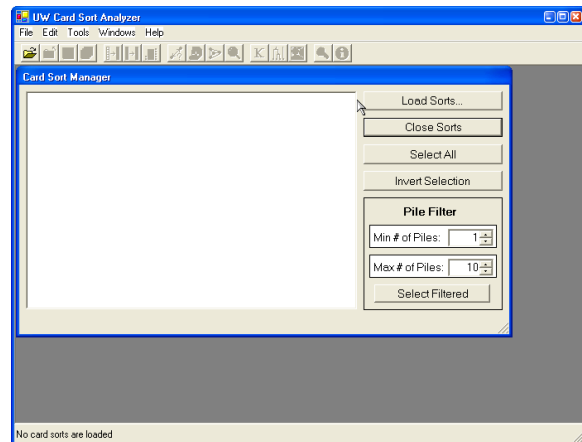 UW Card Sort Analyzer
File Edit Tools Windows Help
K
Card Sort Manager
Load Sorts...
Close Sorts
Select All
Invert Selection
Pile Filter
Min # of Piles: 1
Max # of Piles: 10
Select Filtered
No card sorts are loaded